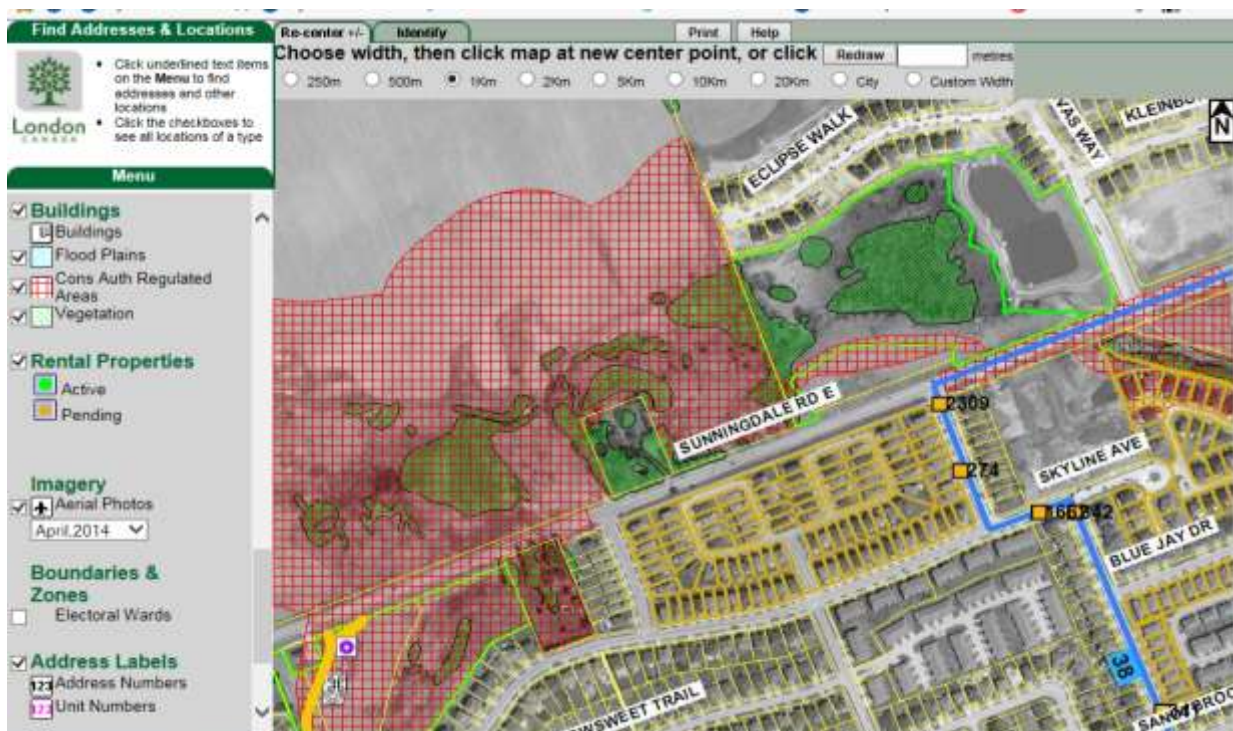 Find Addresses & Locations
Re-center +/-
Identify
Print
Help
Choose width, then click map at new center point, or click
Redraw
metres
250m
500m
1Km
2Km
5Km
10Km
20Km
City
Custom Width
London
CANADA
• Click underlined text items
on the Menu to find
addresses and other
locations
• Click the checkboxes to
see all locations of a type
Menu
Buildings
Buildings
Flood Plains
Cons Auth Regulated
Areas
Vegetation
Rental Properties
Active
Pending
Imagery
Aerial Photos
April,2014
Boundaries &
Zones
Electoral Wards
Address Labels
123 Address Numbers
123 Unit Numbers
ECLIPSE WALK
VAS WAY
KLEINBU
N
SUNNINGDALE RD E
2309
274
SKYLINE AVE
BLUE JAY DR
38
WSWEET TRAIL